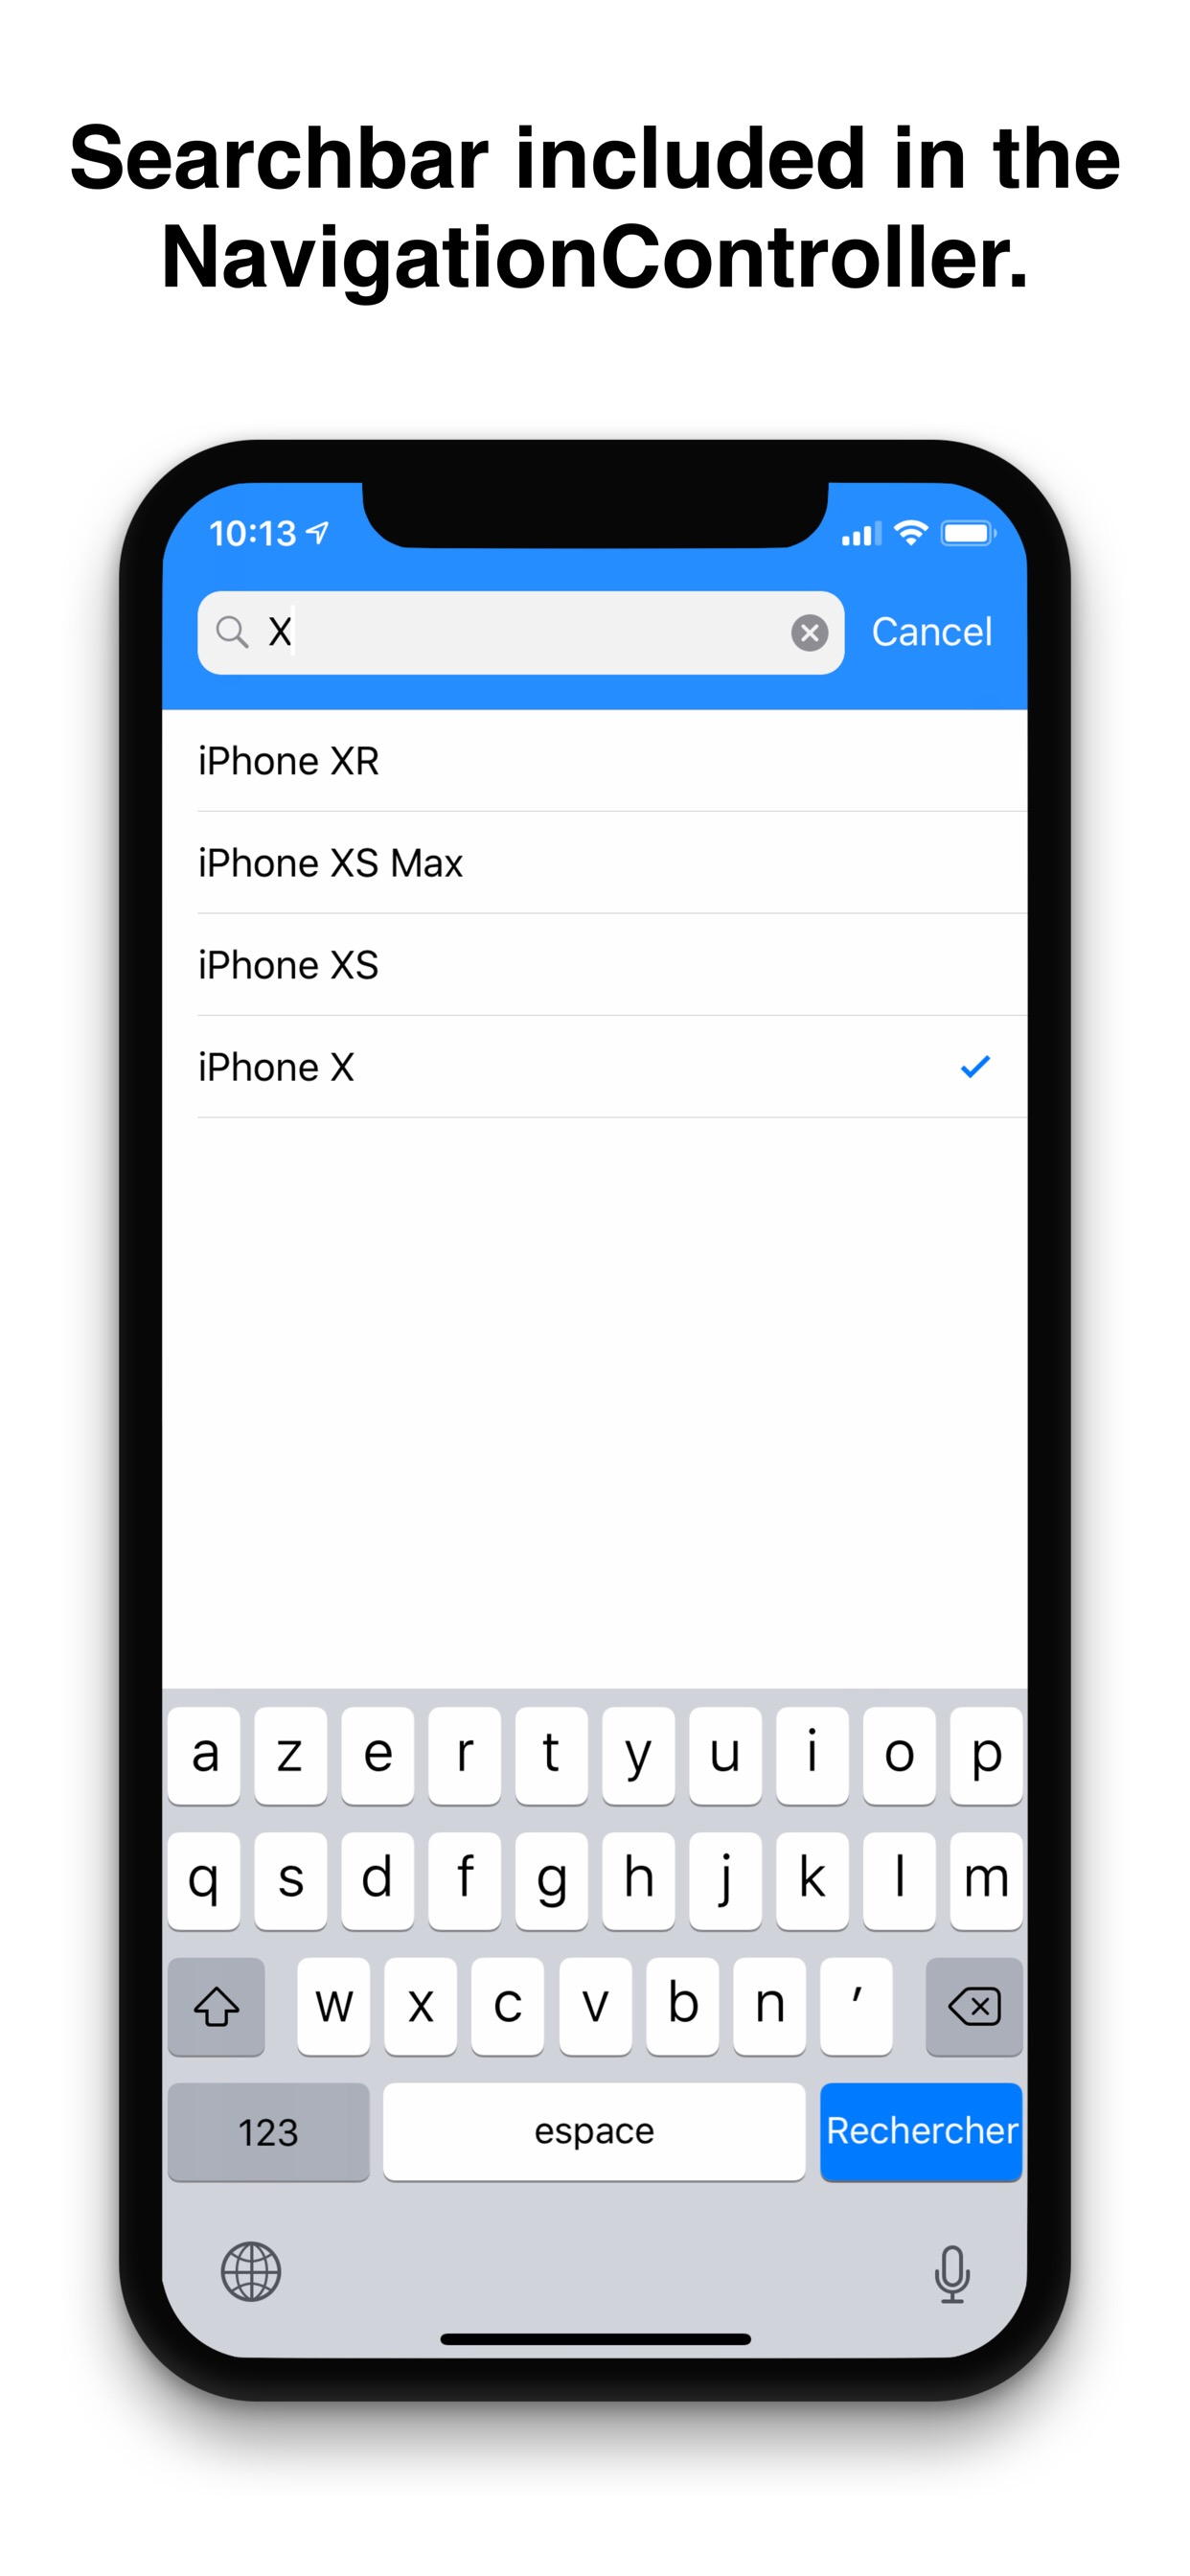 Searchbar included in the
NavigationController.
10:13
X Cancel
iPhone XR
iPhone XS Max
iPhone XS
iPhone X
a z e r t y u i o p
q s d f g h j k l m
w x c v b n ′
123 espace Rechercher